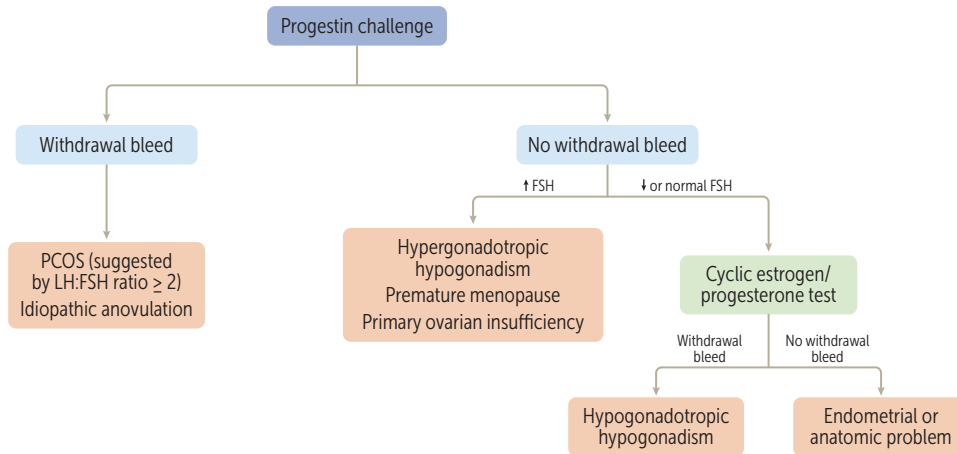 Progestin challenge
Withdrawal bleed
No withdrawal bleed
↑ FSH
↓ or normal FSH
PCOS (suggested
by LH:FSH ratio ≥ 2)
Idiopathic anovulation
Hypergonadotropic
hypogonadism
Premature menopause
Primary ovarian insufficiency
Cyclic estrogen/
progesterone test
Withdrawal
bleed
No withdrawal
bleed
Hypogonadotropic
hypogonadism
Endometrial or
anatomic problem